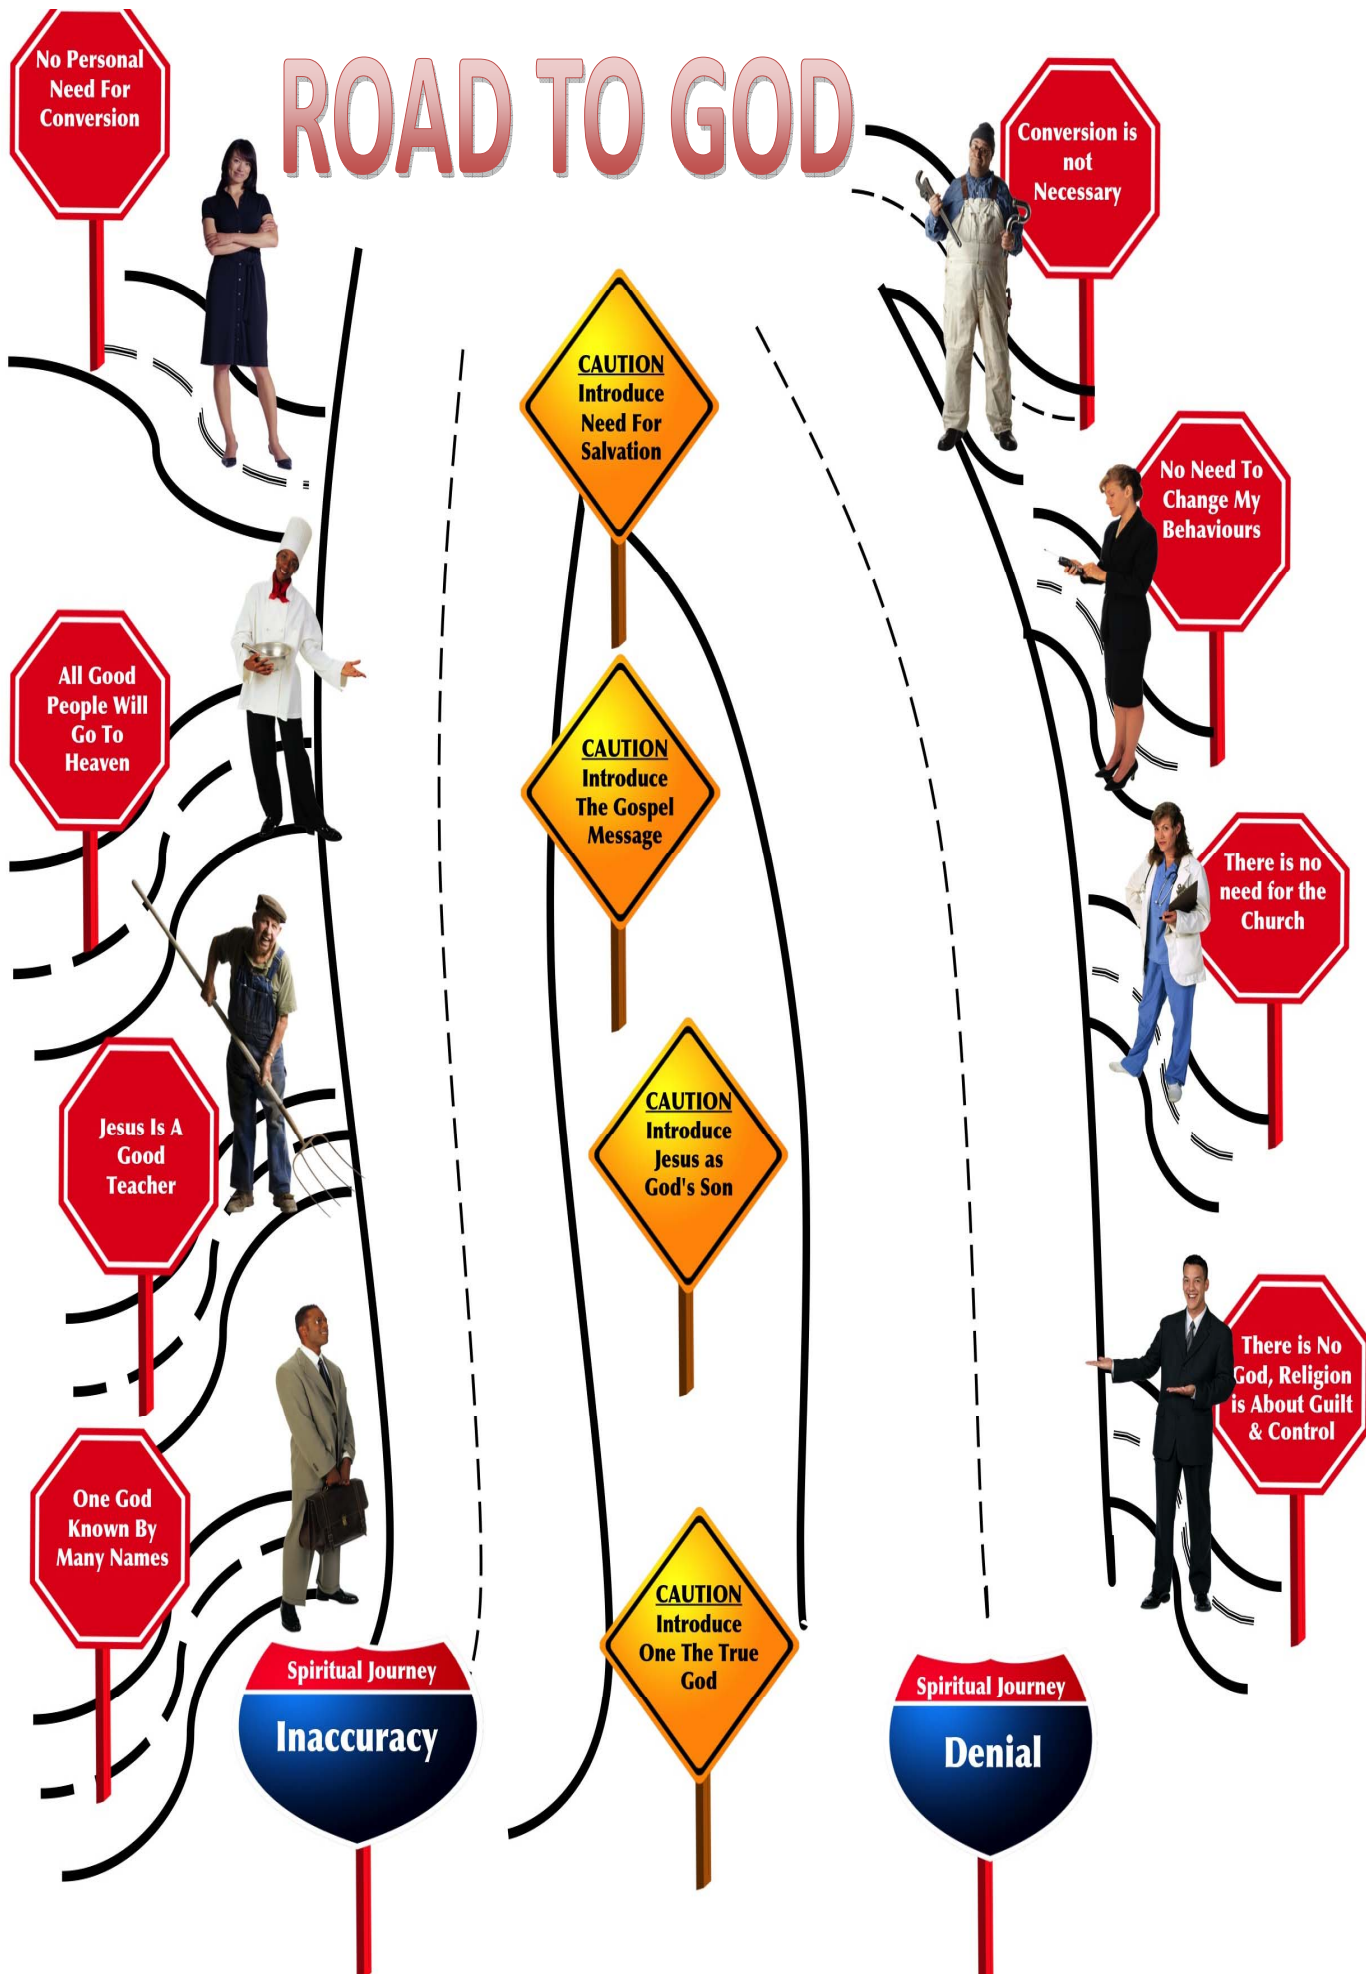 ROAD TO GOD
No Personal
Need For
Conversion
Conversion is
not
Necessary
CAUTION
Introduce
Need For
Salvation
No Need To
Change My
Behaviours
All Good
People Will
Go To
Heaven
CAUTION
Introduce
The Gospel
Message
There is no
need for the
Church
Jesus Is A
Good
Teacher
CAUTION
Introduce
Jesus as
God's Son
There is No
God, Religion
is About Guilt
& Control
One God
Known By
Many Names
CAUTION
Introduce
One The True
God
Spiritual Journey
Inaccuracy
Spiritual Journey
Denial